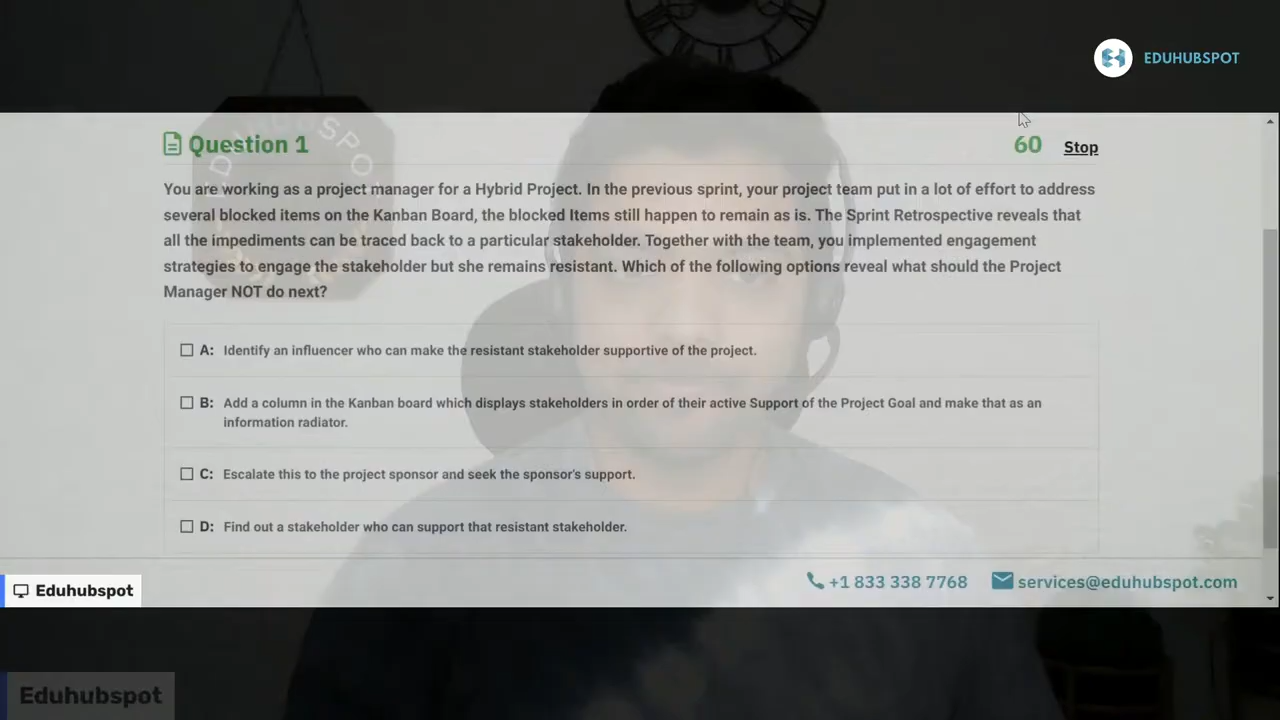 EDUHUBSPOT
Question 1
60 Stop
You are working as a project manager for a Hybrid Project. In the previous sprint, your project team put in a lot of effort to address
several blocked items on the Kanban Board, the blocked Items still happen to remain as is. The Sprint Retrospective reveals that
all the impediments can be traced back to a particular stakeholder. Together with the team, you implemented engagement
strategies to engage the stakeholder but she remains resistant. Which of the following options reveal what should the Project
Manager NOT do next?
A: Identify an influencer who can make the resistant stakeholder supportive of the project.
B: Add a column in the Kanban board which displays stakeholders in order of their active Support of the Project Goal and make that as an
information radiator.
C: Escalate this to the project sponsor and seek the sponsor's support.
D: Find out a stakeholder who can support that resistant stakeholder.
Eduhubspot
+1 833 338 7768 services@eduhubspot.com
Eduhubspot